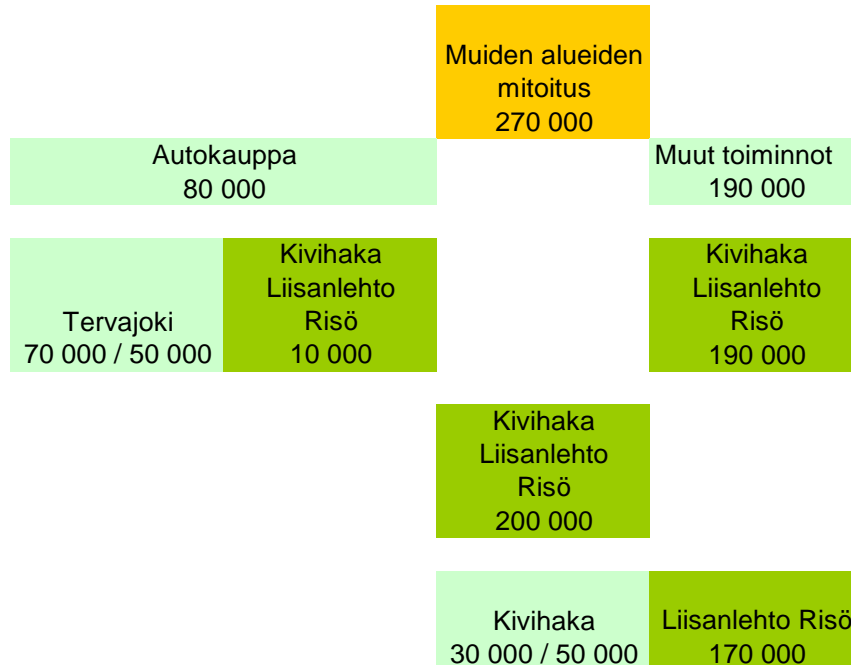 Muiden alueiden
mitoitus
270 000
Autokauppa
80 000
Muut toiminnot
190 000
Tervajoki
70 000 / 50 000
Kivihaka
Liisanlehto
Risö
10 000
Kivihaka
Liisanlehto
Risö
190 000
Kivihaka
Liisanlehto
Risö
200 000
Kivihaka
30 000 / 50 000
Liisanlehto Risö
170 000